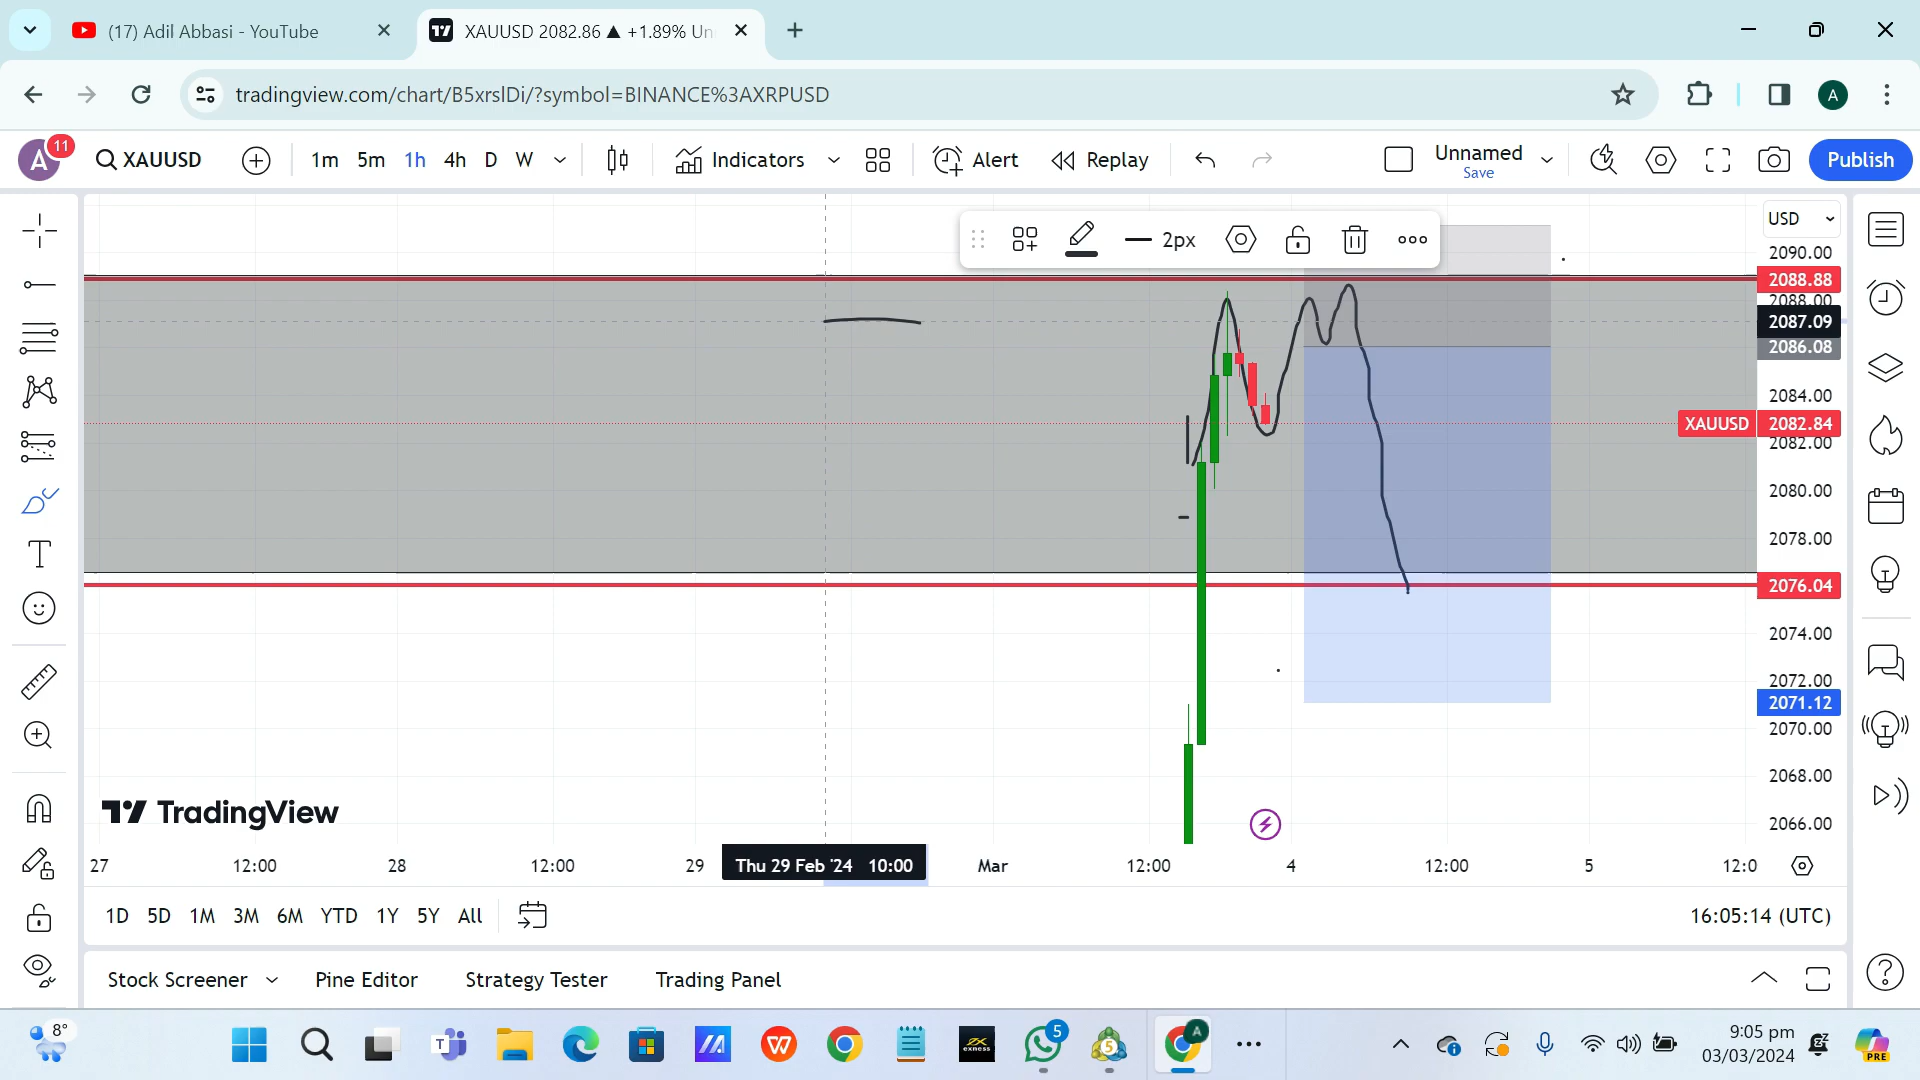 (17) Adil Abbasi - YouTube
XAUUSD 2082.86 ▲ +1.89% Un
tradingview.com/chart/B5xrslDi/?symbol=BINANCE%3AXRPUSD
A
A 11 XAUUSD 1m 5m 1h 4h D W Indicators Alert Replay Unnamed Save Publish
2px
USD
2090.00
2088.88
2088.00
2087.09
2086.08
2084.00
XAUUSD 2082.84
2082.00
2080.00
2078.00
2076.04
2074.00
2072.00
2071.12
2070.00
2068.00
2066.00
TradingView
27 12:00 28 12:00 29 Thu 29 Feb '24 10:00 Mar 12:00 4 12:00 5 12:0
1D 5D 1M 3M 6M YTD 1Y 5Y All 16:05:14 (UTC)
Stock Screener Pine Editor Strategy Tester Trading Panel
8°
exness
5
5
A
9:05 pm
03/03/2024
PRE